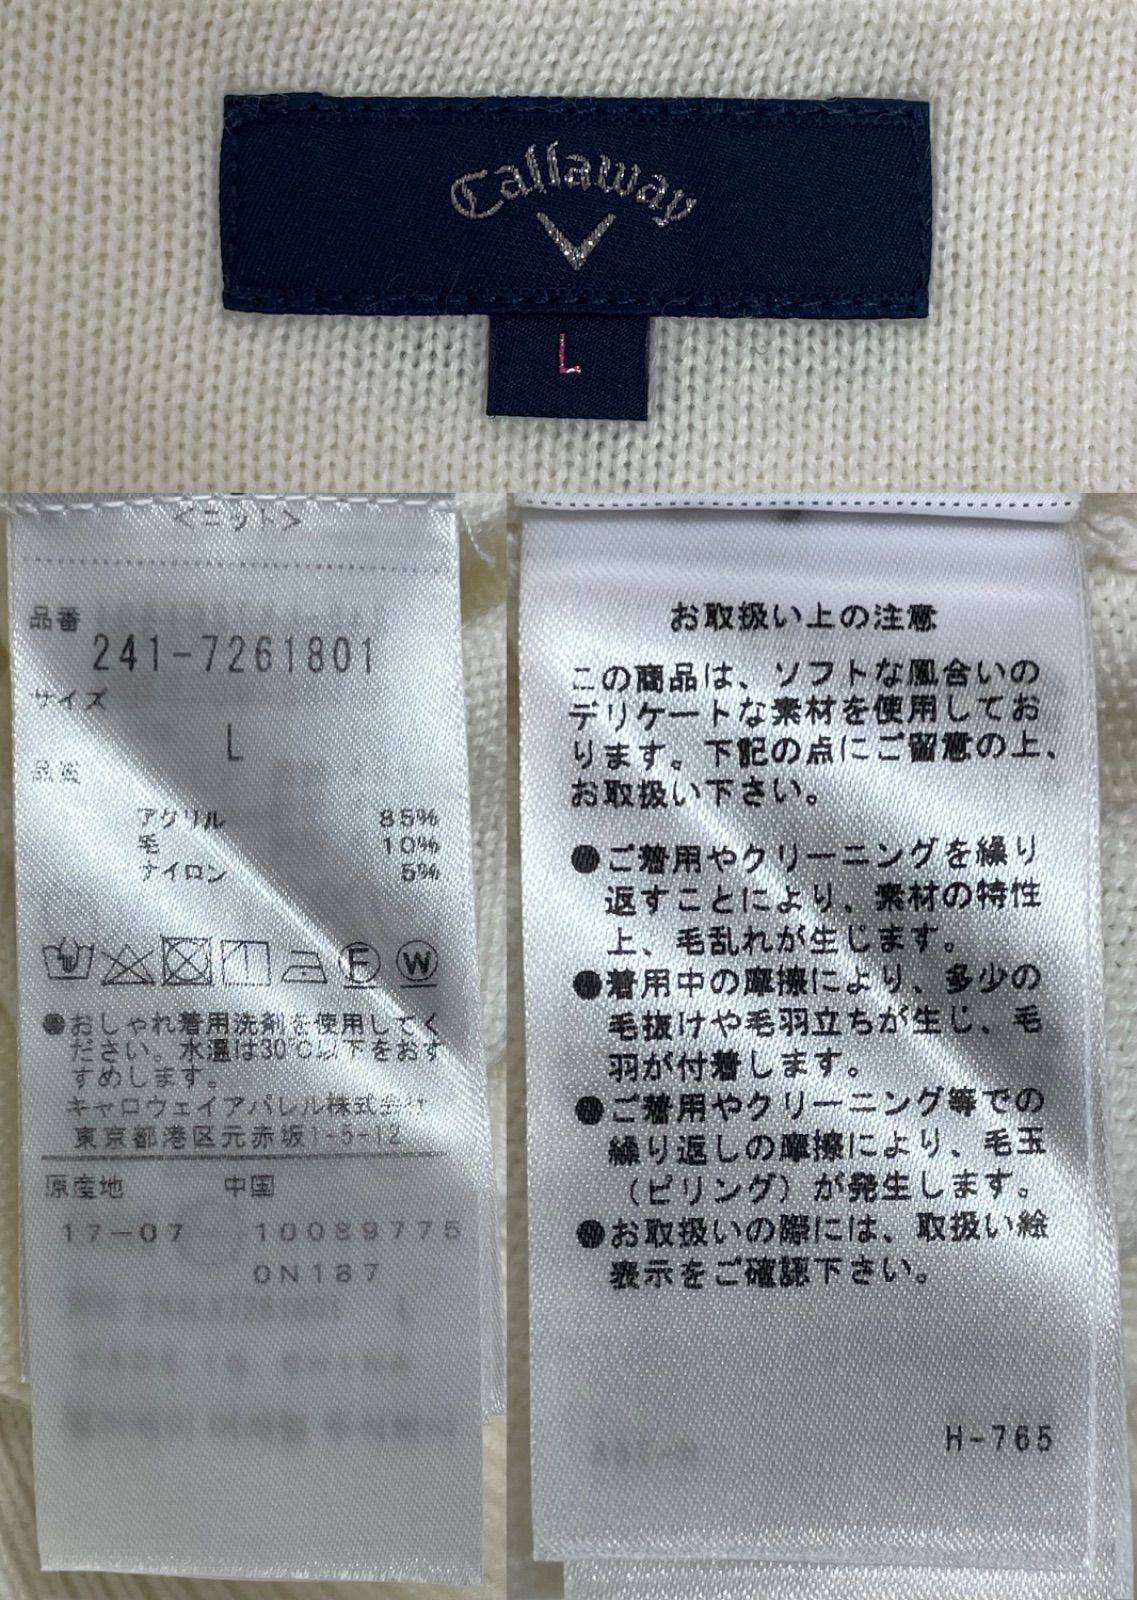 Callaway
L
<ニット>
品番
241-7261801
サイズ
L
アクリル 85%
毛 10%
ナイロン 5%
F W
●おしゃれ着用洗剤を使用してく
ださい。水温は30℃以下をおす
すめします。
キャロウェイアパレル株式会社
東京都港区元赤坂1-5-12
原産地 中国
17-07 10089775
0N187
お取扱い上の注意
この商品は、ソフトな風合いの
デリケートな素材を使用してお
ります。下記の点にご留意の上、
お取扱い下さい。
●ご着用やクリーニングを繰り
返すことにより、素材の特性
上、毛乱れが生じます。
●着用中の摩擦により、多少の
毛抜けや毛羽立ちが生じ、毛
羽が付着します。
●ご着用やクリーニング等での
繰り返しの摩擦により、毛玉
(ピリング)が発生します。
●お取扱いの際には、取扱い絵
表示をご確認下さい。
H-765